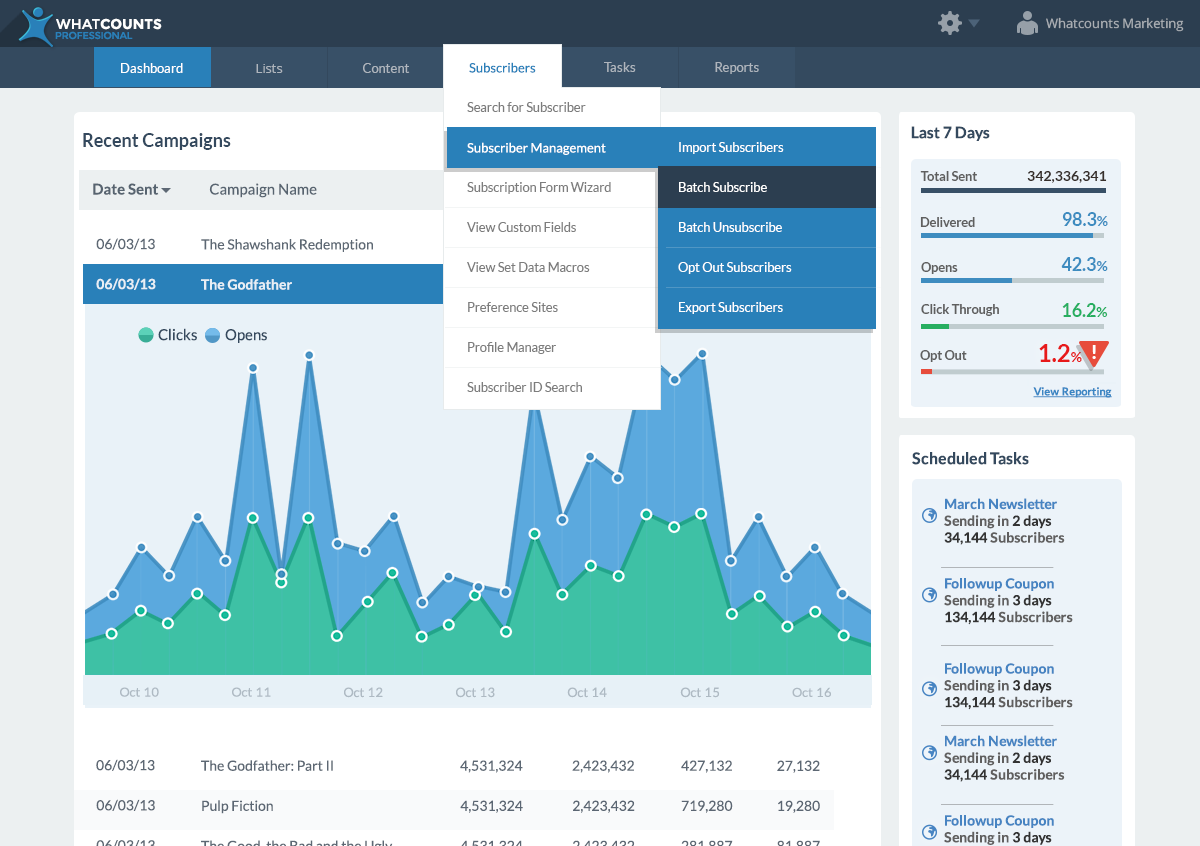 WHATCOUNTS
PROFESSIONAL
Whatcounts Marketing
Dashboard
Lists
Content
Subscribers
Tasks
Reports
Search for Subscriber
Subscriber Management
Subscription Form Wizard
View Custom Fields
View Set Data Macros
Preference Sites
Profile Manager
Subscriber ID Search
Import Subscribers
Batch Subscribe
Batch Unsubscribe
Opt Out Subscribers
Export Subscribers
Recent Campaigns
Date Sent Campaign Name
06/03/13 The Shawshank Redemption
06/03/13 The Godfather
Clicks Opens
Oct 10 Oct 11 Oct 12 Oct 13 Oct 14 Oct 15 Oct 16
06/03/13 The Godfather: Part II 4,531,324 2,423,432 427,132 27,132
06/03/13 Pulp Fiction 4,531,324 2,423,432 719,280 19,280
06/03/13 The Good, the Bad and the Ugly 4,531,324 2,423,432 281,887 81,887
Last 7 Days
Total Sent 342,336,341
Delivered 98.3%
Opens 42.3%
Click Through 16.2%
Opt Out 1.2% !
View Reporting
Scheduled Tasks
March Newsletter
Sending in 2 days
34,144 Subscribers
Followup Coupon
Sending in 3 days
134,144 Subscribers
Followup Coupon
Sending in 3 days
134,144 Subscribers
March Newsletter
Sending in 2 days
34,144 Subscribers
Followup Coupon
Sending in 3 days